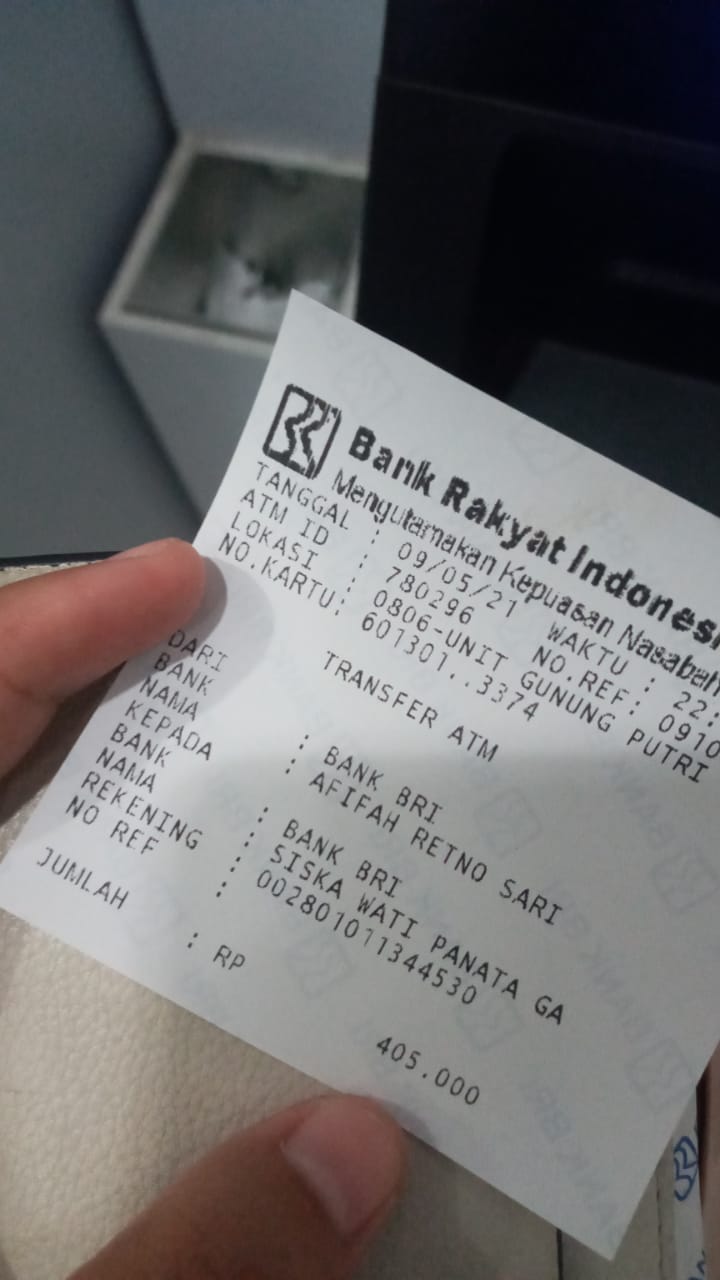 Bank Rakyat Indonesi
Mengutamakan Kepuasan Nasabah
TANGGAL : 09/05/21 WAKTU : 22:
ATM ID : 780296 NO.REF: 0910
LOKASI : 0806-UNIT GUNUNG PUTRI
NO.KARTU: 601301..3374
TRANSFER ATM
DARI
BANK : BANK BRI
NAMA : AFIFAH RETNO SARI
KEPADA
BANK : BANK BRI
NAMA : SISKA WATI PANATA GA
REKENING : 002801011344530
NO REF
JUMLAH : RP 405.000